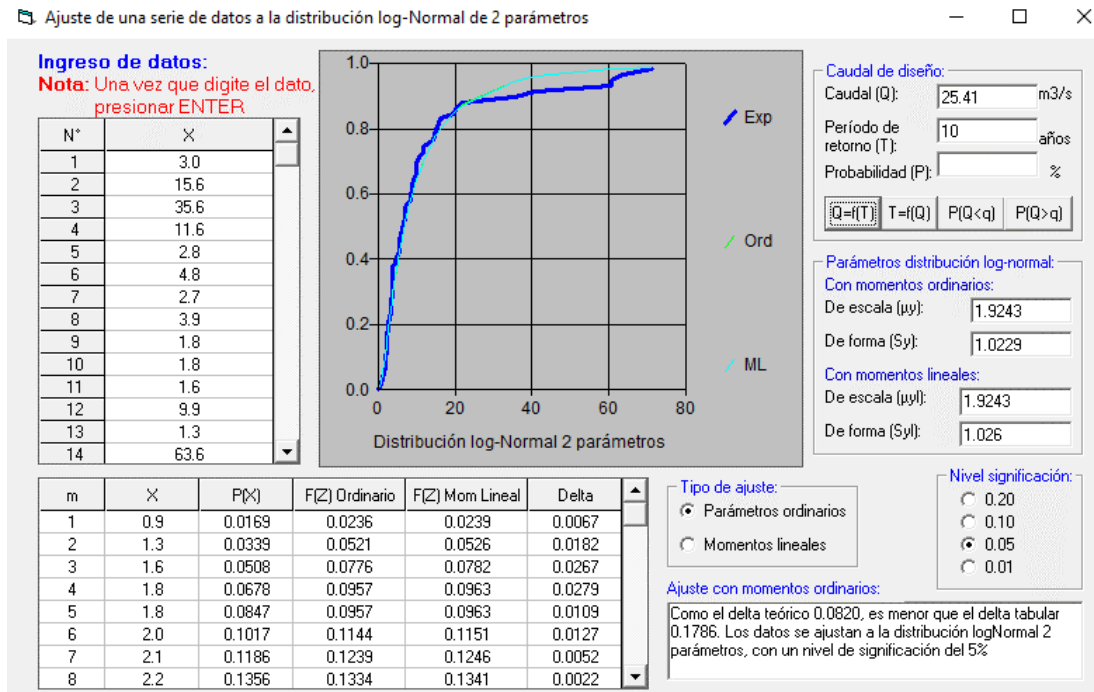 Ajuste de una serie de datos a la distribución log-Normal de 2 parámetros
Ingreso de datos:
Nota: Una vez que digite el dato,
presionar ENTER
N° X
1 3.0
2 15.6
3 35.6
4 11.6
5 2.8
6 4.8
7 2.7
8 3.9
9 1.8
10 1.8
11 1.6
12 9.9
13 1.3
14 63.6
1.0
0.8
0.6
0.4
0.2
0.0
0 20 40 60 80
Distribución log-Normal 2 parámetros
Exp
Ord
ML
Caudal de diseño:
Caudal (Q): 25.41 m3/s
Período de
retorno (T): 10 años
Probabilidad (P): %
Q=f(T) T=f(Q) P(Q<q) P(Q>q)
Parámetros distribución log-normal:
Con momentos ordinarios:
De escala (µy): 1.9243
De forma (Sy): 1.0229
Con momentos lineales:
De escala (µyl): 1.9243
De forma (Syl): 1.026
m X P(X) F(Z) Ordinario F(Z) Mom Lineal Delta
1 0.9 0.0169 0.0236 0.0239 0.0067
2 1.3 0.0339 0.0521 0.0526 0.0182
3 1.6 0.0508 0.0776 0.0782 0.0267
4 1.8 0.0678 0.0957 0.0963 0.0279
5 1.8 0.0847 0.0957 0.0963 0.0109
6 2.0 0.1017 0.1144 0.1151 0.0127
7 2.1 0.1186 0.1239 0.1246 0.0052
8 2.2 0.1356 0.1334 0.1341 0.0022
Tipo de ajuste:
Parámetros ordinarios
Momentos lineales
Nivel significación:
0.20
0.10
0.05
0.01
Ajuste con momentos ordinarios:
Como el delta teórico 0.0820, es menor que el delta tabular
0.1786. Los datos se ajustan a la distribución logNormal 2
parámetros, con un nivel de significación del 5%